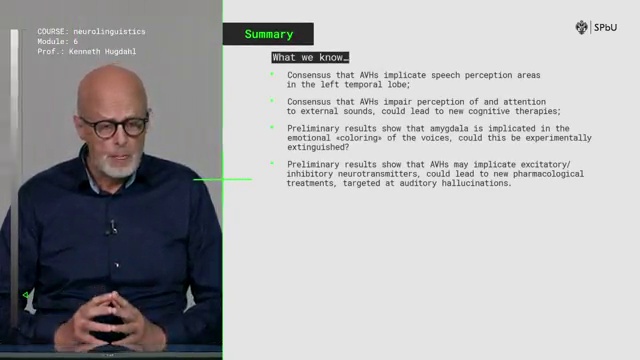 COURSE: neurolinguistics
Module: 6
Prof.: Kenneth Hugdahl
Summary
SPbU
What we know…
Consensus that AVHs implicate speech perception areas
in the left temporal lobe;
Consensus that AVHs impair perception of and attention
to external sounds, could lead to new cognitive therapies;
Preliminary results show that amygdala is implicated in the
emotional «coloring» of the voices, could this be experimentally
extinguished?
Preliminary results show that AVHs may implicate excitatory/
inhibitory neurotransmitters, could lead to new pharmacological
treatments, targeted at auditory hallucinations.